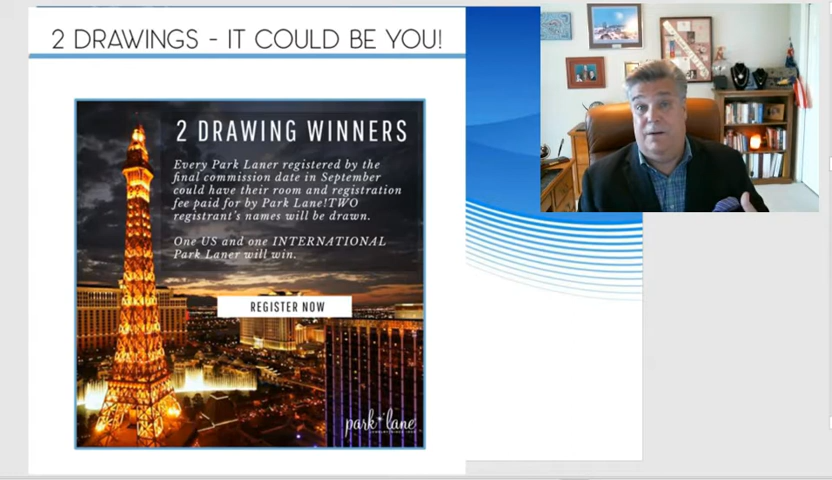 2 DRAWINGS - IT COULD BE YOU!
2 DRAWING WINNERS
Every Park Laner registered by the
final commission date in September
could have their room and registration
fee paid for by Park Lane!TWO
registrant's names will be drawn.
One US and one INTERNATIONAL
Park Laner will win.
REGISTER NOW
park lane